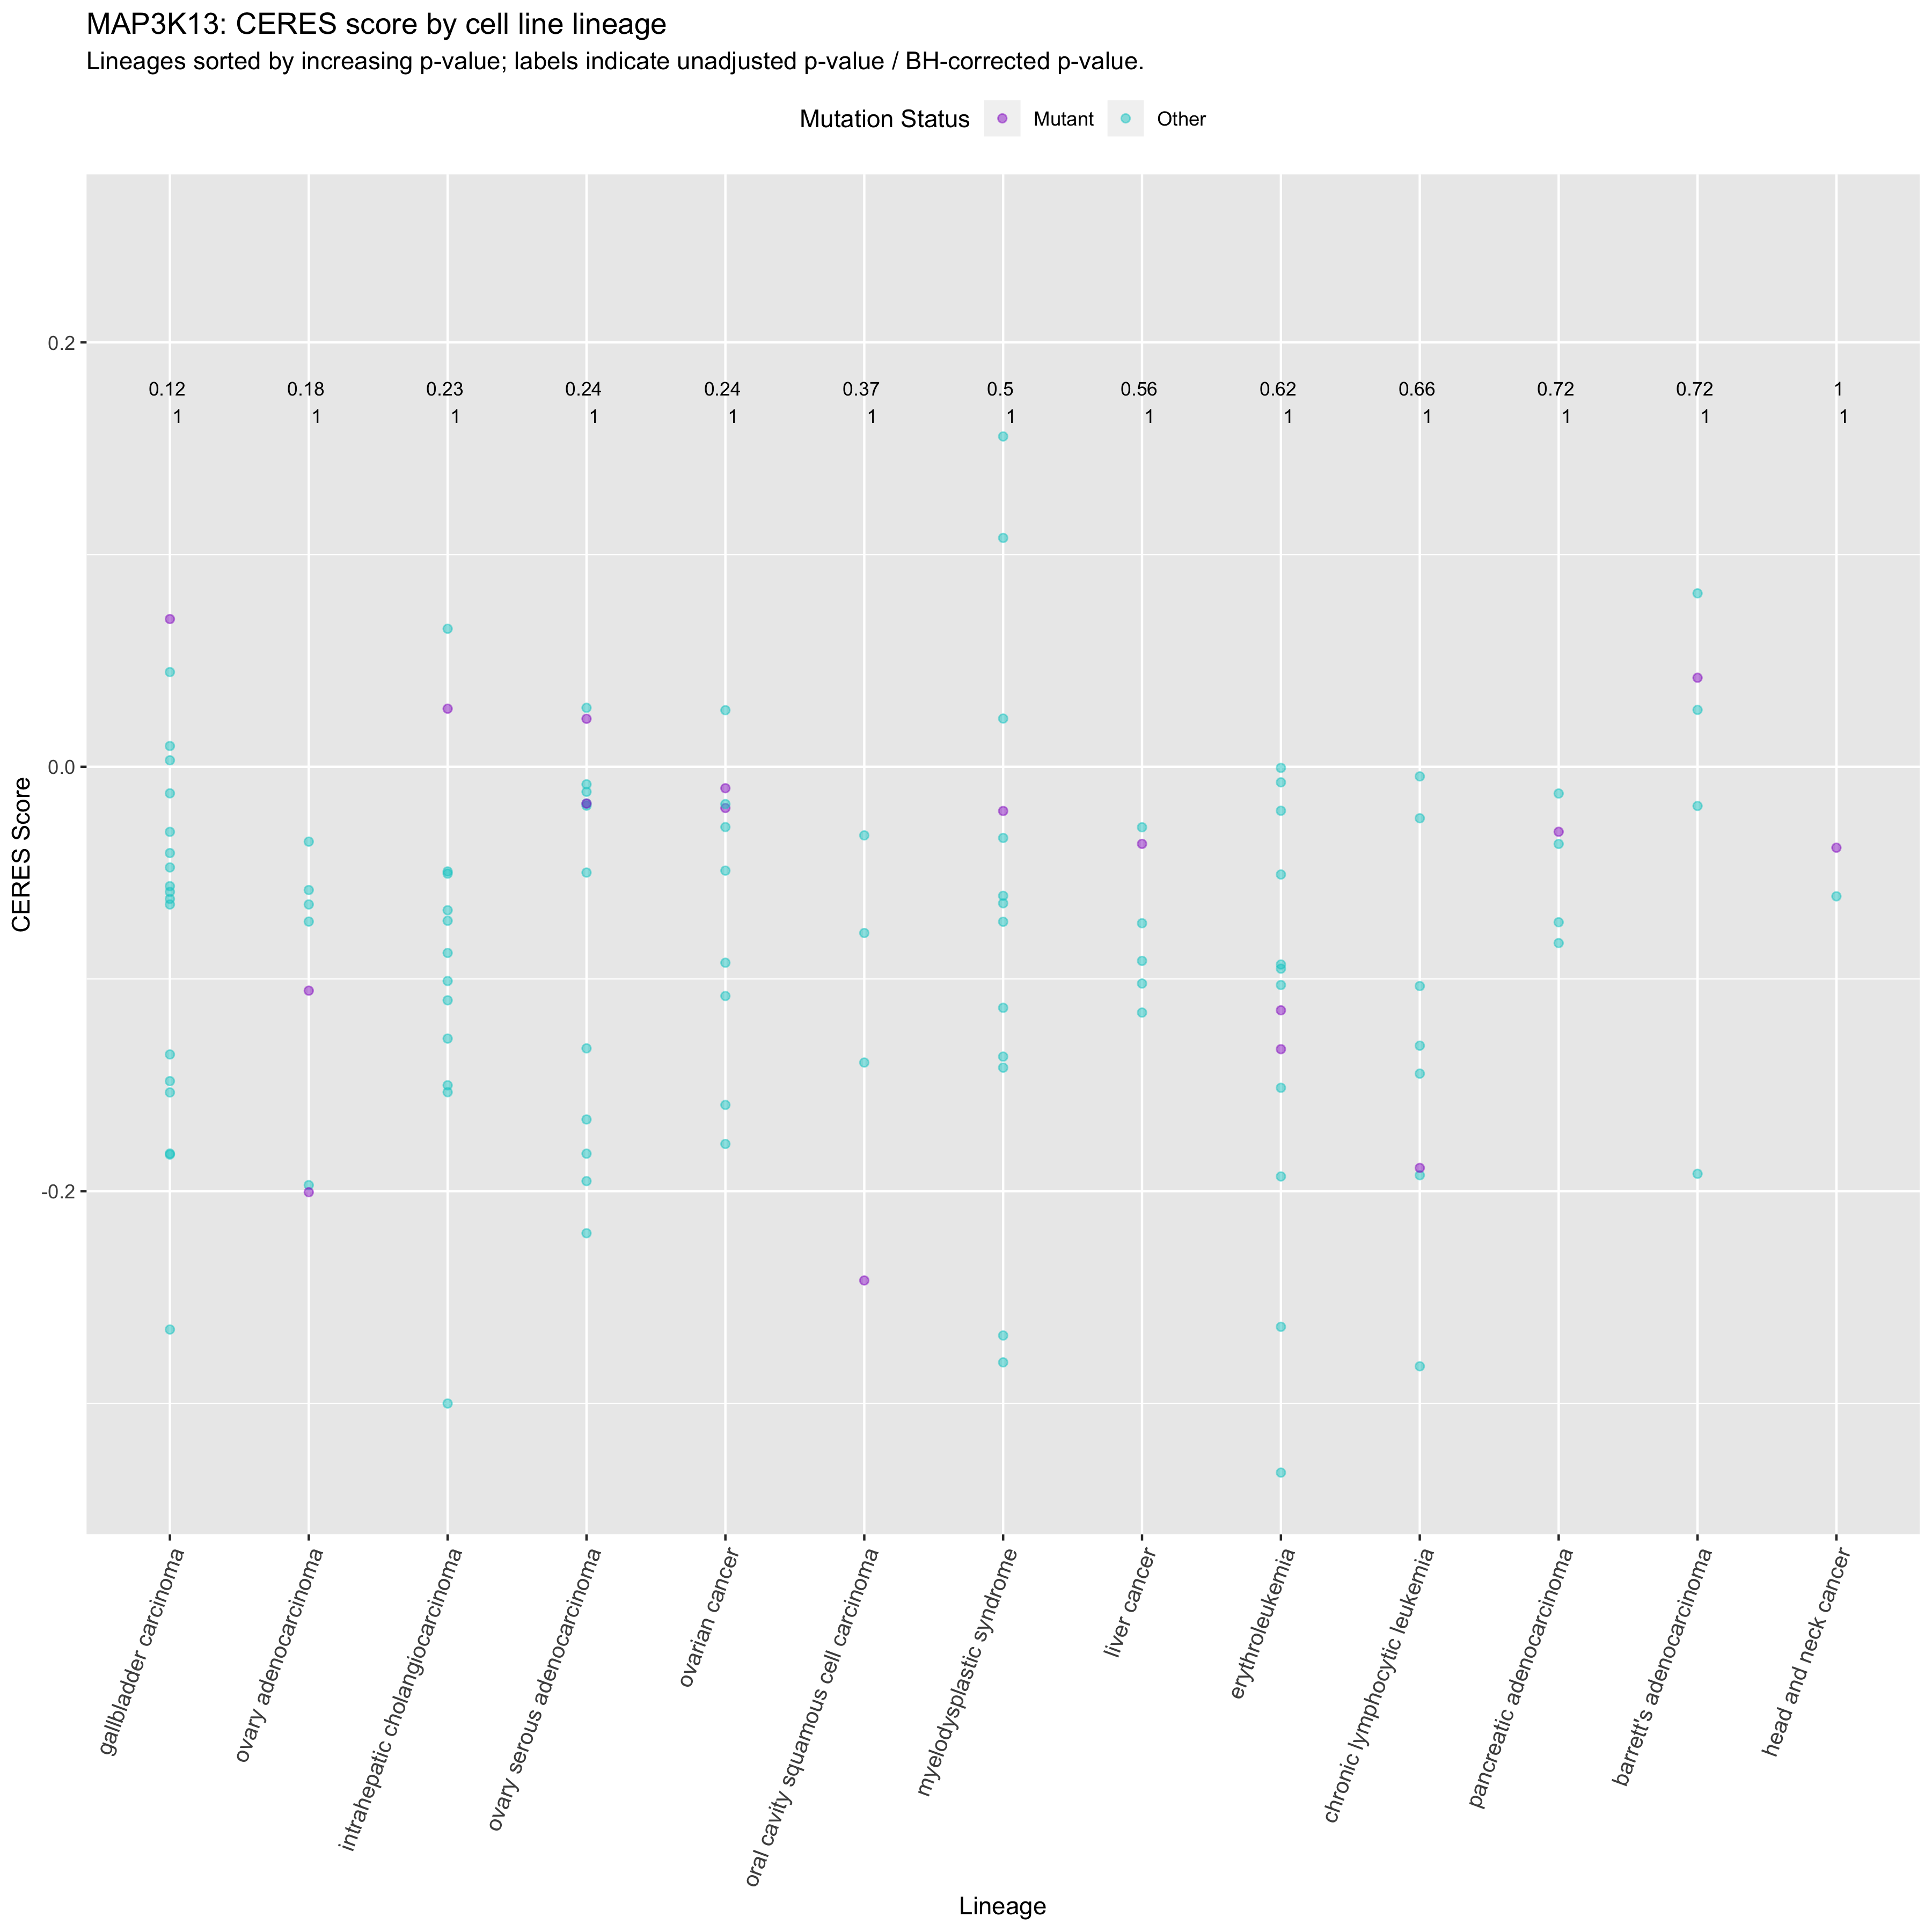 MAP3K13: CERES score by cell line lineage
Lineages sorted by increasing p-value; labels indicate unadjusted p-value / BH-corrected p-value.
Mutation Status Mutant Other
0.2
0.12 0.18 0.23 0.24 0.24 0.37 0.5 0.56 0.62 0.66 0.72 0.72 1
1 1 1 1 1 1 1 1 1 1 1 1 1
0.0
CERES Score
-0.2
gallbladder carcinoma
ovary adenocarcinoma
intrahepatic cholangiocarcinoma
ovary serous adenocarcinoma
ovarian cancer
oral cavity squamous cell carcinoma
myelodysplastic syndrome
liver cancer
erythroleukemia
chronic lymphocytic leukemia
pancreatic adenocarcinoma
barrett's adenocarcinoma
head and neck cancer
Lineage